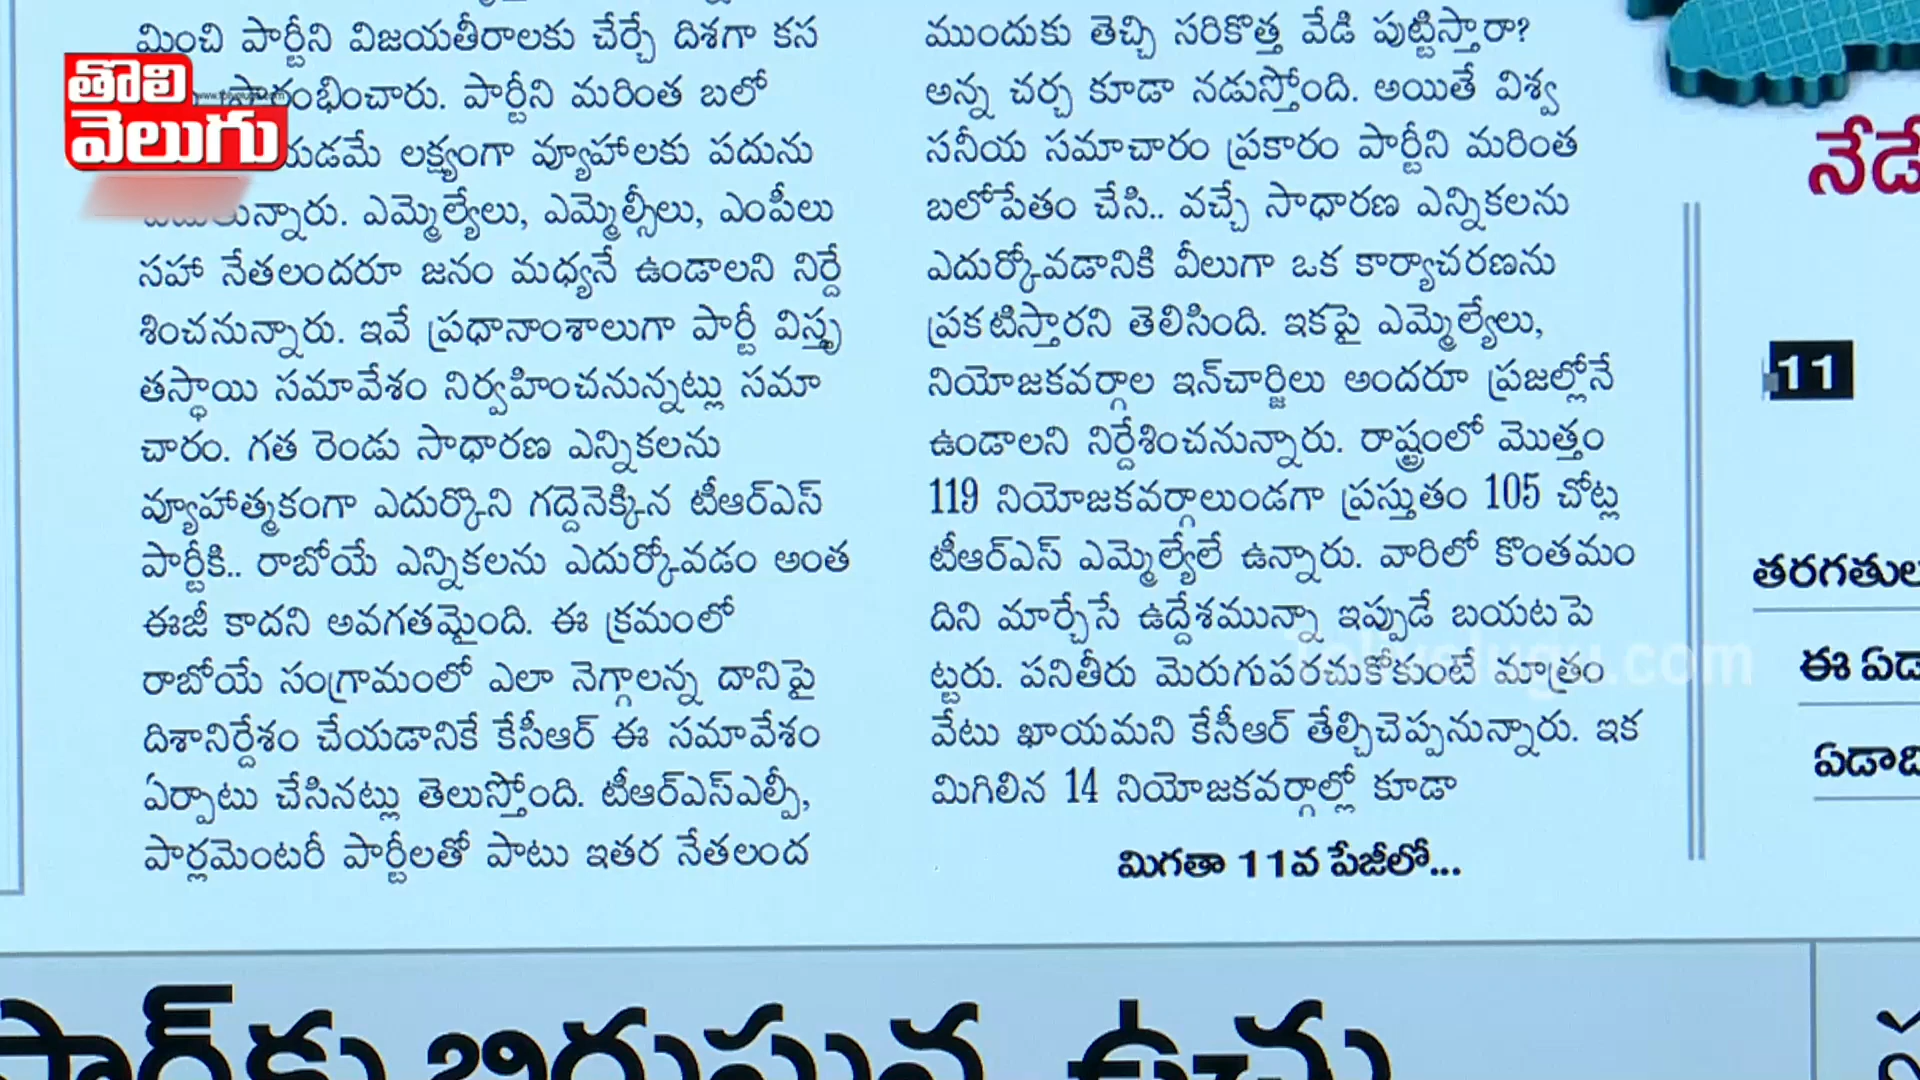 మించి పార్టీని విజయతీరాలకు చేర్చే దిశగా కస
ప్రారంభించారు. పార్టీని మరింత బలో
యడమే లక్ష్యంగా వ్యూహాలకు పదును
న్నారు. ఎమ్మెల్యేలు, ఎమ్మెల్సీలు, ఎంపీలు
సహా నేతలందరూ జనం మధ్యనే ఉండాలని నిర్దే
శించనున్నారు. ఇవే ప్రధానాంశాలుగా పార్టీ విస్తృ
తస్థాయి సమావేశం నిర్వహించనున్నట్లు సమా
చారం. గత రెండు సాధారణ ఎన్నికలను
వ్యూహాత్మకంగా ఎదుర్కొని గద్దెనెక్కిన టీఆర్ఎస్
పార్టీకి.. రాబోయే ఎన్నికలను ఎదుర్కోవడం అంత
ఈజీ కాదని అవగతమైంది. ఈ క్రమంలో
రాబోయే సంగ్రామంలో ఎలా నెగ్గాలన్న దానిపై
దిశానిర్దేశం చేయడానికే కేసీఆర్ ఈ సమావేశం
ఏర్పాటు చేసినట్లు తెలుస్తోంది. టీఆర్ఎస్ఎల్పీ,
పార్లమెంటరీ పార్టీలతో పాటు ఇతర నేతలంద
ముందుకు తెచ్చి సరికొత్త వేడి పుట్టిస్తారా?
అన్న చర్చ కూడా నడుస్తోంది. అయితే విశ్వ
సనీయ సమాచారం ప్రకారం పార్టీని మరింత
బలోపేతం చేసి.. వచ్చే సాధారణ ఎన్నికలను
ఎదుర్కోవడానికి వీలుగా ఒక కార్యాచరణను
ప్రకటిస్తారని తెలిసింది. ఇకపై ఎమ్మెల్యేలు,
నియోజకవర్గాల ఇన్‌చార్జిలు అందరూ ప్రజల్లోనే
ఉండాలని నిర్దేశించనున్నారు. రాష్ట్రంలో మొత్తం
119 నియోజకవర్గాలుండగా ప్రస్తుతం 105 చోట్ల
టీఆర్ఎస్ ఎమ్మెల్యేలే ఉన్నారు. వారిలో కొంతమం
దిని మార్చేసే ఉద్దేశమున్నా ఇప్పుడే బయటపె
ట్టరు. పనితీరు మెరుగుపరచుకోకుంటే మాత్రం
వేటు ఖాయమని కేసీఆర్ తేల్చిచెప్పనున్నారు. ఇక
మిగిలిన 14 నియోజకవర్గాల్లో కూడా
మిగతా 11వ పేజీలో...
తొలి
వెలుగు
Tolivelugu.com
నేడే
11
తరగతుల
ఈ ఏడా
ఏడాది